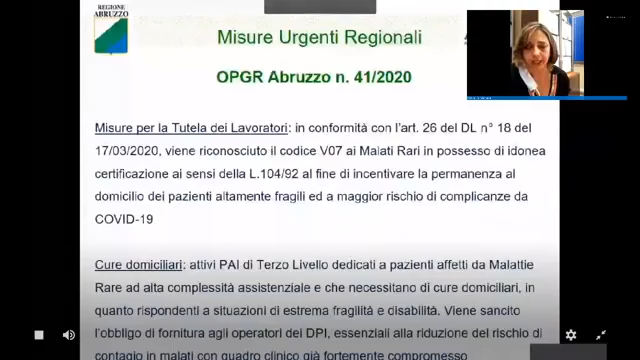 REGIONE
ABRUZZO
Misure Urgenti Regionali
OPGR Abruzzo n. 41/2020
Misure per la Tutela dei Lavoratori: in conformità con l'art. 26 del DL n° 18 del
17/03/2020, viene riconosciuto il codice V07 ai Malati Rari in possesso di idonea
certificazione ai sensi della L.104/92 al fine di incentivare la permanenza al
domicilio dei pazienti altamente fragili ed a maggior rischio di complicanze da
COVID-19
Cure domiciliari: attivi PAI di Terzo Livello dedicati a pazienti affetti da Malattie
Rare ad alta complessità assistenziale e che necessitano di cure domiciliari, in
quanto rispondenti a situazioni di estrema fragilità e disabilità. Viene sancito
l'obbligo di fornitura agli operatori dei DPI, essenziali alla riduzione del rischio di
contagio in malati con quadro clinico già fortemente compromesso